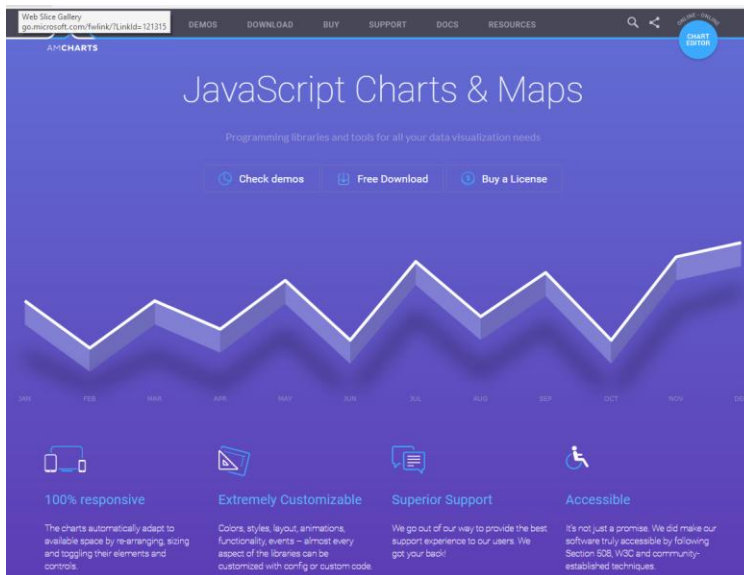 Web Slice Gallery
go.microsoft.com/fwlink/?LinkId=121315
DEMOS DOWNLOAD BUY SUPPORT DOCS RESOURCES
ONLINE - ONLINE
CHART
EDITOR
AMCHARTS
JavaScript Charts & Maps
Programming libraries and tools for all your data visualization needs
Check demos Free Download Buy a License
JAN FEB MAR APR MAY JUN JUL AUG SEP OCT NOV DE
100% responsive
The charts automatically adapt to
available space by re-arranging, sizing
and toggling their elements and
controls.
Extremely Customizable
Colors, styles, layout, animations,
functionality, events – almost every
aspect of the libraries can be
customized with config or custom code.
Superior Support
We go out of our way to provide the best
support experience to our users. We
got your back!
Accessible
It's not just a promise. We did make our
software truly accessible by following
Section 508, W3C and community-
established techniques.